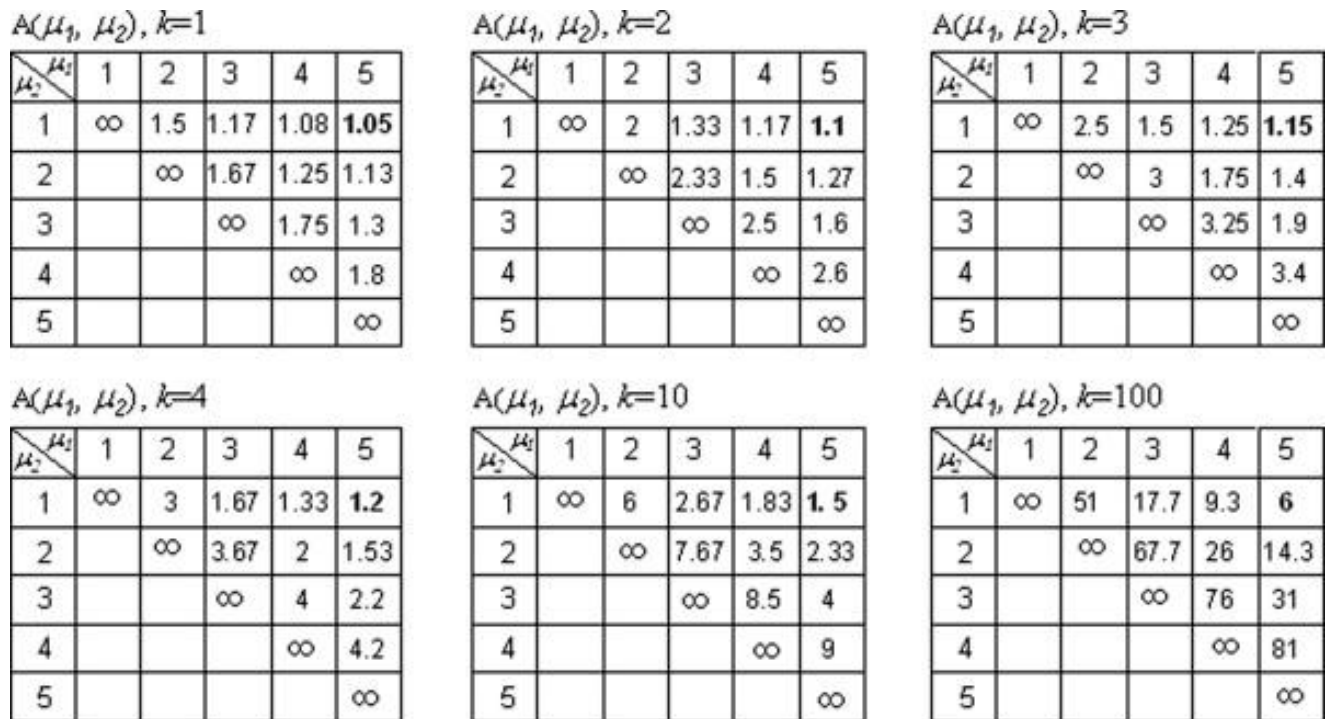 A(μ₁, μ₂), k=1 A(μ₁, μ₂), k=2 A(μ₁, μ₂), k=3
μ₂ μ₁ 1 2 3 4 5 μ₂ μ₁ 1 2 3 4 5 μ₂ μ₁ 1 2 3 4 5
1 ∞ 1.5 1.17 1.08 1.05 1 ∞ 2 1.33 1.17 1.1 1 ∞ 2.5 1.5 1.25 1.15
2 ∞ 1.67 1.25 1.13 2 ∞ 2.33 1.5 1.27 2 ∞ 3 1.75 1.4
3 ∞ 1.75 1.3 3 ∞ 2.5 1.6 3 ∞ 3.25 1.9
4 ∞ 1.8 4 ∞ 2.6 4 ∞ 3.4
5 ∞ 5 ∞ 5 ∞
A(μ₁, μ₂), k=4 A(μ₁, μ₂), k=10 A(μ₁, μ₂), k=100
μ₂ μ₁ 1 2 3 4 5 μ₂ μ₁ 1 2 3 4 5 μ₂ μ₁ 1 2 3 4 5
1 ∞ 3 1.67 1.33 1.2 1 ∞ 6 2.67 1.83 1. 5 1 ∞ 51 17.7 9.3 6
2 ∞ 3.67 2 1.53 2 ∞ 7.67 3.5 2.33 2 ∞ 67.7 26 14.3
3 ∞ 4 2.2 3 ∞ 8.5 4 3 ∞ 76 31
4 ∞ 4.2 4 ∞ 9 4 ∞ 81
5 ∞ 5 ∞ 5 ∞